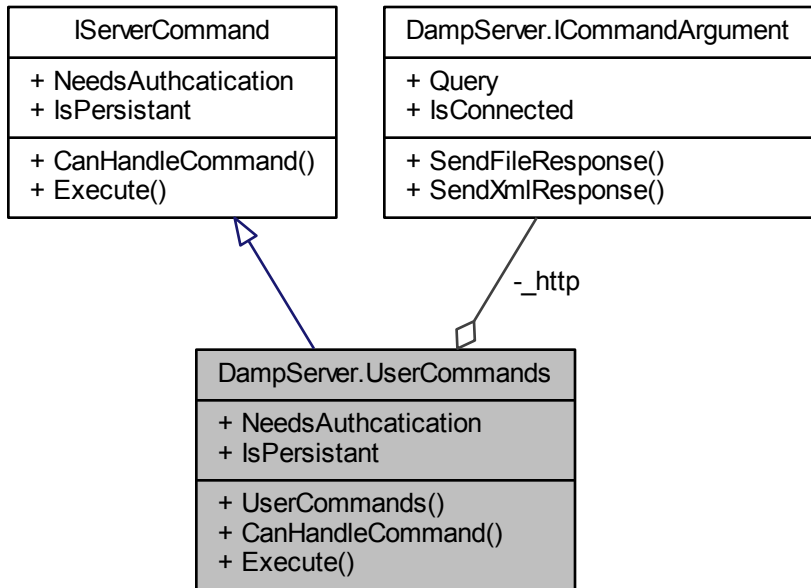 IServerCommand
+ NeedsAuthcatication
+ IsPersistant
+ CanHandleCommand()
+ Execute()
DampServer.ICommandArgument
+ Query
+ IsConnected
+ SendFileResponse()
+ SendXmlResponse()
-_http
DampServer.UserCommands
+ NeedsAuthcatication
+ IsPersistant
+ UserCommands()
+ CanHandleCommand()
+ Execute()